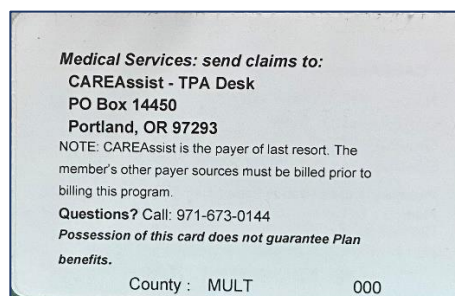 Medical Services: send claims to:
CAREAssist - TPA Desk
PO Box 14450
Portland, OR 97293
NOTE: CAREAssist is the payer of last resort. The
member's other payer sources must be billed prior to
billing this program.
Questions? Call: 971-673-0144
Possession of this card does not guarantee Plan
benefits.
County : MULT 000